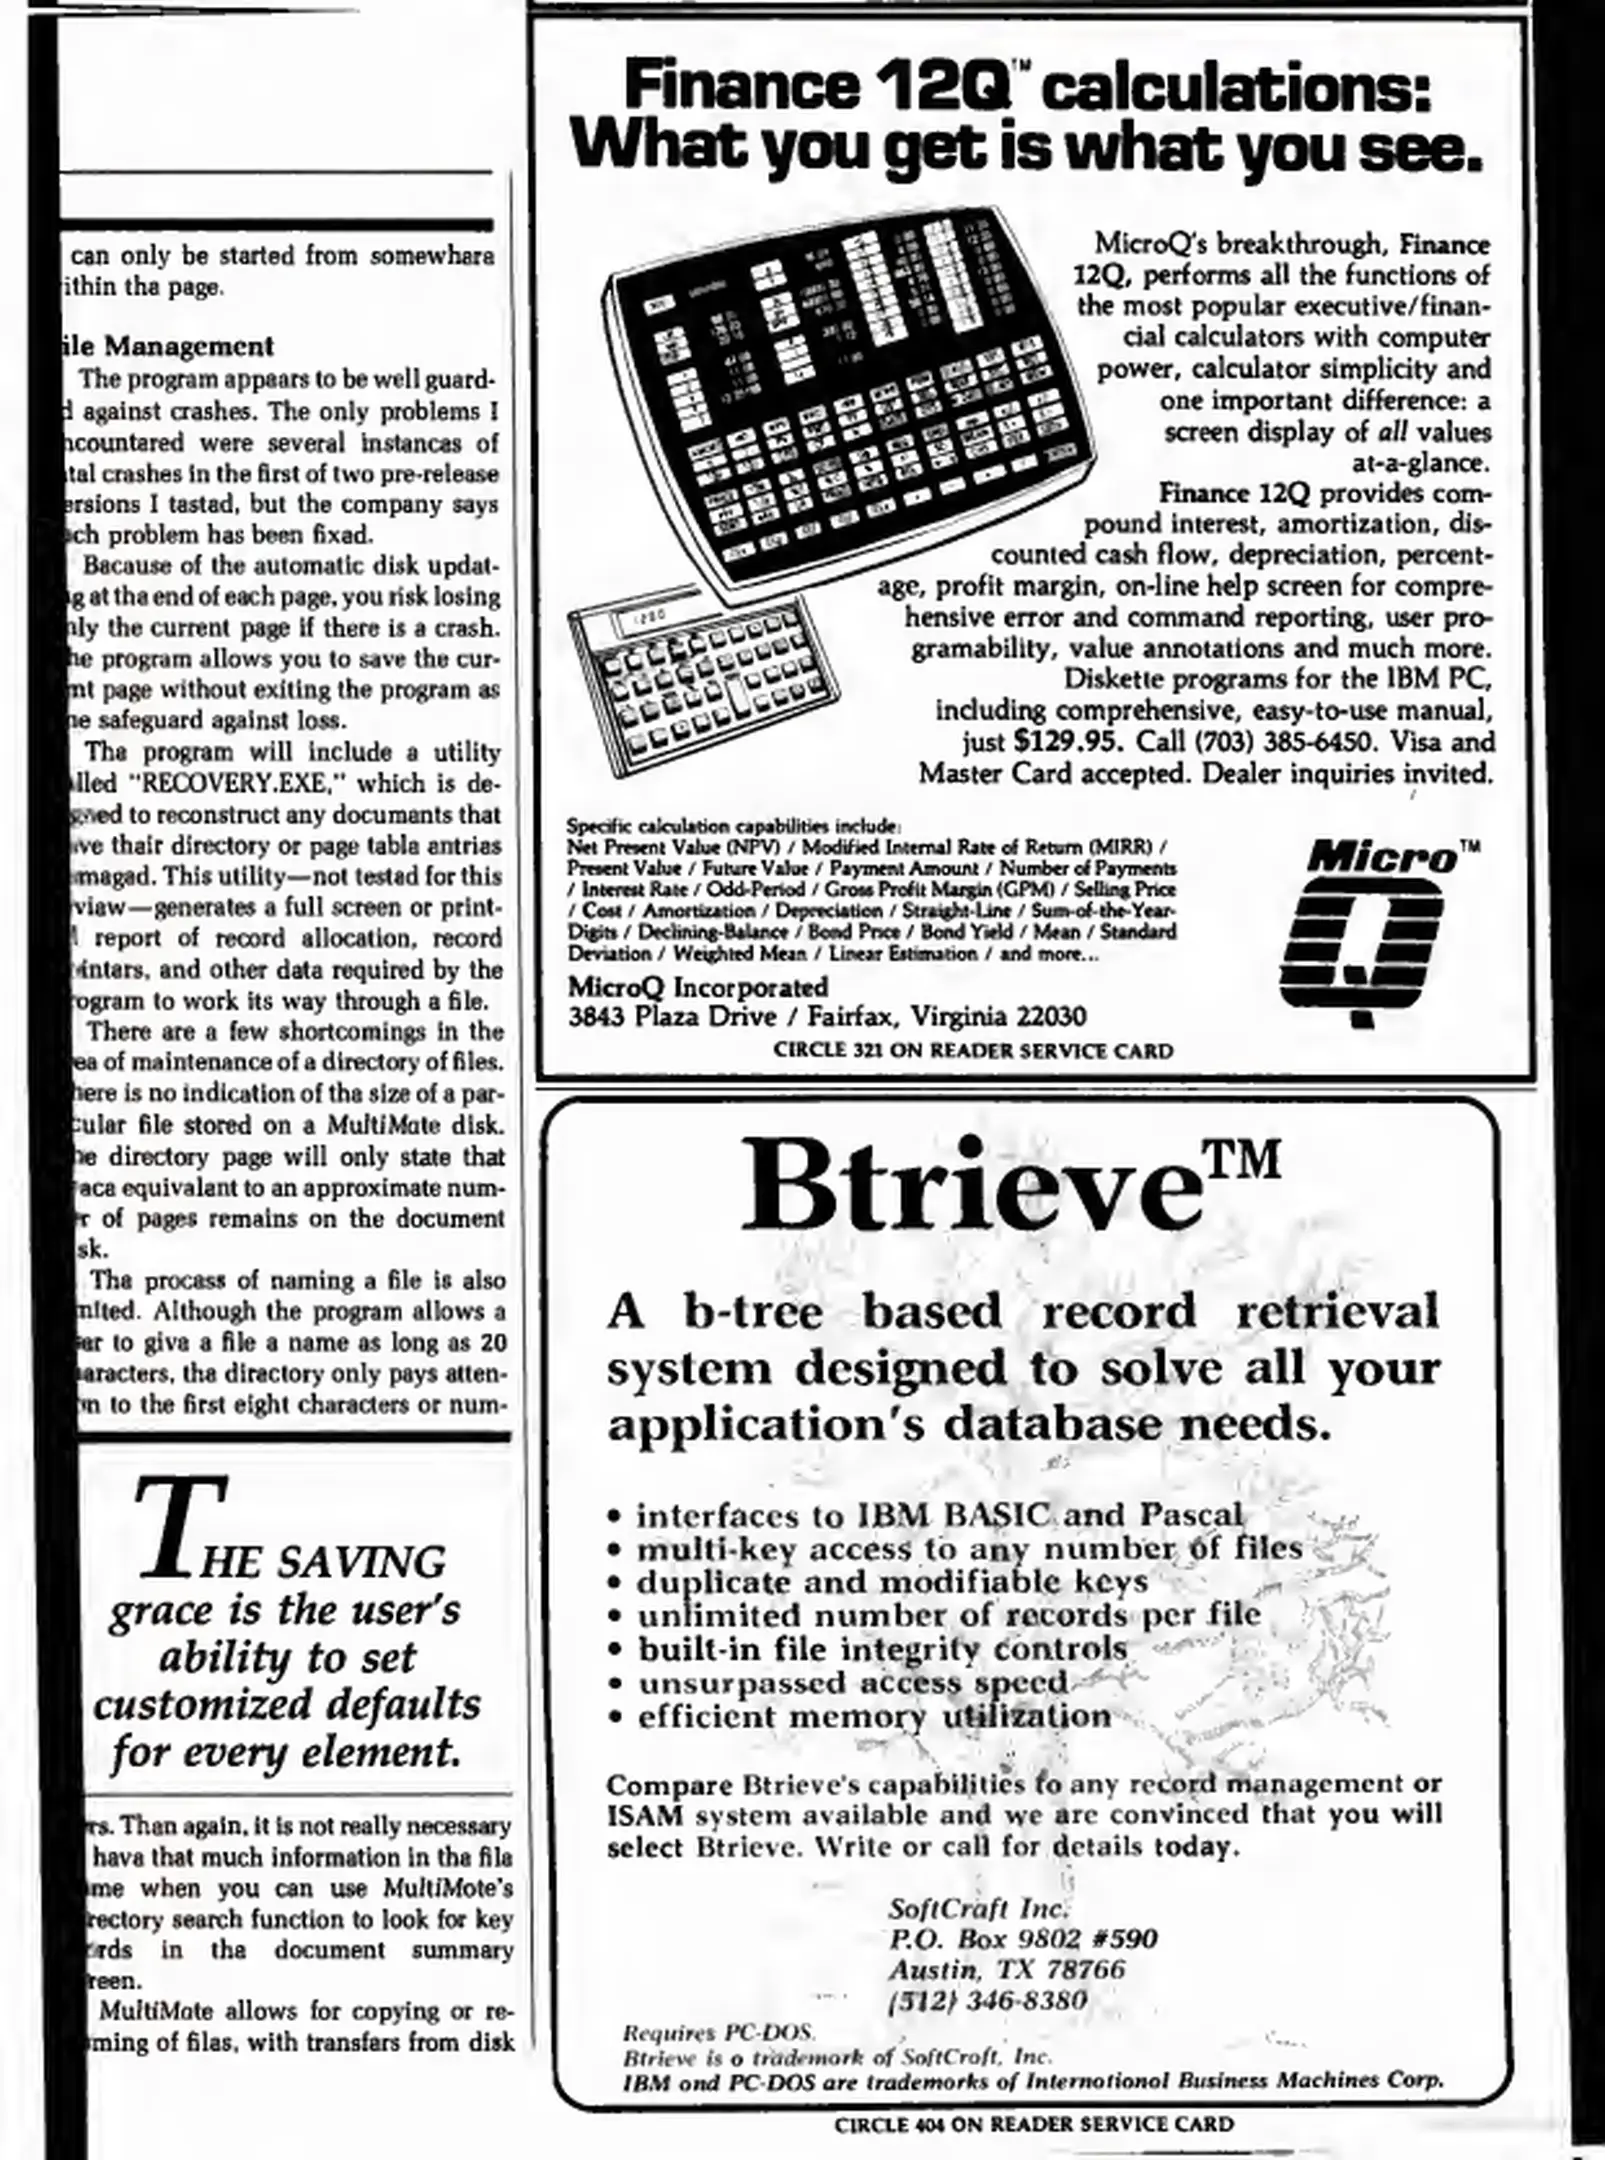 can only be started from somewhere
ithin the page.
ile Management
The program appears to be well guard-
d against crashes. The only problems I
ncountered were several instances of
tal crashes in the first of two pre-release
ersions I tested, but the company says
ch problem has been fixed.
Because of the automatic disk updat-
g at the end of each page, you risk losing
nly the current page if there is a crash.
he program allows you to save the cur-
nt page without exiting the program as
ne safeguard against loss.
The program will include a utility
lled "RECOVERY.EXE," which is de-
gned to reconstruct any documents that
ve their directory or page table entries
maged. This utility—not tested for this
view—generates a full screen or print-
report of record allocation, record
inters, and other data required by the
ogram to work its way through a file.
There are a few shortcomings in the
ea of maintenance of a directory of files.
here is no indication of the size of a par-
cular file stored on a MultiMate disk.
he directory page will only state that
ace equivalent to an approximate num-
r of pages remains on the document
sk.
The process of naming a file is also
mited. Although the program allows a
er to give a file a name as long as 20
aracters, the directory only pays atten-
on to the first eight characters or num-
THE SAVING
grace is the user's
ability to set
customized defaults
for every element.
rs. Then again, it is not really necessary
have that much information in the file
me when you can use MultiMate's
rectory search function to look for key
rds in the document summary
reen.
MultiMate allows for copying or re-
ming of files, with transfers from disk
Finance 12Q™ calculations:
What you get is what you see.
MicroQ's breakthrough, Finance
12Q, performs all the functions of
the most popular executive/finan-
cial calculators with computer
power, calculator simplicity and
one important difference: a
screen display of all values
at-a-glance.
Finance 12Q provides com-
pound interest, amortization, dis-
counted cash flow, depreciation, percent-
age, profit margin, on-line help screen for compre-
hensive error and command reporting, user pro-
gramability, value annotations and much more.
Diskette programs for the IBM PC,
including comprehensive, easy-to-use manual,
just $129.95. Call (703) 385-6450. Visa and
Master Card accepted. Dealer inquiries invited.
Specific calculation capabilities include:
Net Present Value (NPV) / Modified Internal Rate of Return (MIRR) /
Present Value / Future Value / Payment Amount / Number of Payments
/ Interest Rate / Odd-Period / Gross Profit Margin (GPM) / Selling Price
/ Cost / Amortization / Depreciation / Straight-Line / Sum-of-the-Year-
Digits / Declining-Balance / Bond Price / Bond Yield / Mean / Standard
Deviation / Weighted Mean / Linear Estimation / and more...
MicroQ Incorporated
3843 Plaza Drive / Fairfax, Virginia 22030
Micro™
Q
CIRCLE 321 ON READER SERVICE CARD
Btrieve™
A b-tree based record retrieval
system designed to solve all your
application's database needs.
• interfaces to IBM BASIC and Pascal
• multi-key access to any number of files
• duplicate and modifiable keys
• unlimited number of records per file
• built-in file integrity controls
• unsurpassed access speed
• efficient memory utilization
Compare Btrieve's capabilities to any record management or
ISAM system available and we are convinced that you will
select Btrieve. Write or call for details today.
SoftCraft Inc.
P.O. Box 9802 #590
Austin, TX 78766
(512) 346-8380
Requires PC-DOS.
Btrieve is a trademark of SoftCraft, Inc.
IBM and PC-DOS are trademarks of International Business Machines Corp.
CIRCLE 404 ON READER SERVICE CARD